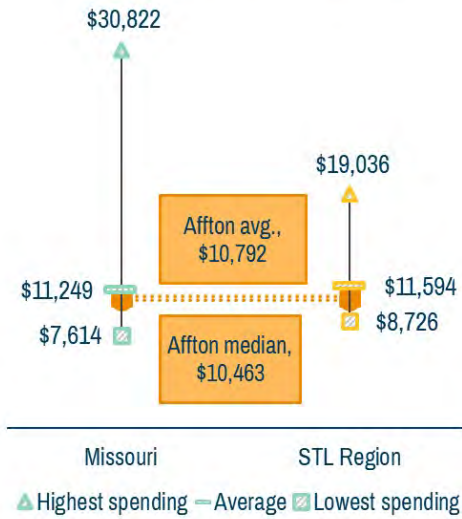 $30,822
$19,036
Affton avg.,
$10,792
$11,249
$11,594
$7,614
$8,726
Affton median,
$10,463
Missouri
STL Region
Highest spending
Average
Lowest spending